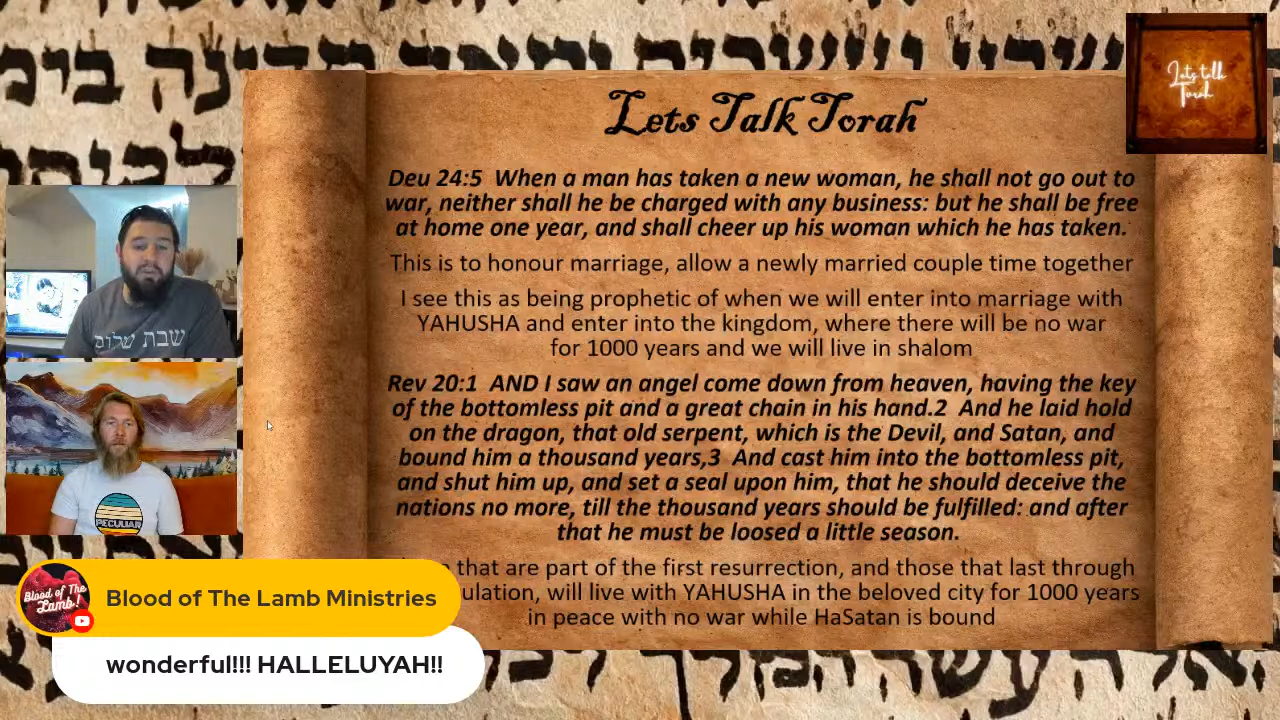 Lets Talk Torah
Lets talk
Torah
Deu 24:5 When a man has taken a new woman, he shall not go out to
war, neither shall he be charged with any business: but he shall be free
at home one year, and shall cheer up his woman which he has taken.
This is to honour marriage, allow a newly married couple time together
I see this as being prophetic of when we will enter into marriage with
YAHUSHA and enter into the kingdom, where there will be no war
for 1000 years and we will live in shalom
Rev 20:1 AND I saw an angel come down from heaven, having the key
of the bottomless pit and a great chain in his hand.2 And he laid hold
on the dragon, that old serpent, which is the Devil, and Satan, and
bound him a thousand years,3 And cast him into the bottomless pit,
and shut him up, and set a seal upon him, that he should deceive the
nations no more, till the thousand years should be fulfilled: and after
that he must be loosed a little season.
that are part of the first resurrection, and those that last through
will live with YAHUSHA in the beloved city for 1000 years
in peace with no war while HaSatan is bound
שבת שלום
PECULIAR
Blood of The
Lamb!
Blood of The Lamb Ministries
wonderful!!! HALLELUYAH!!